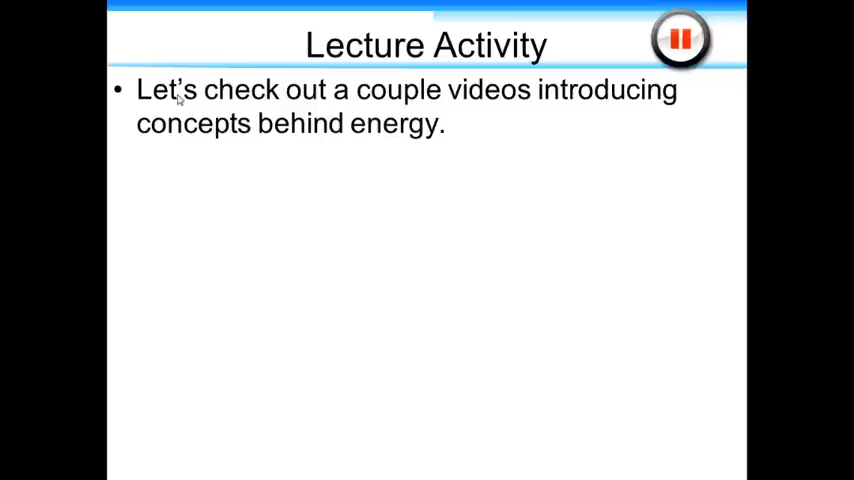 Lecture Activity
• Let’s check out a couple videos introducing
concepts behind energy.